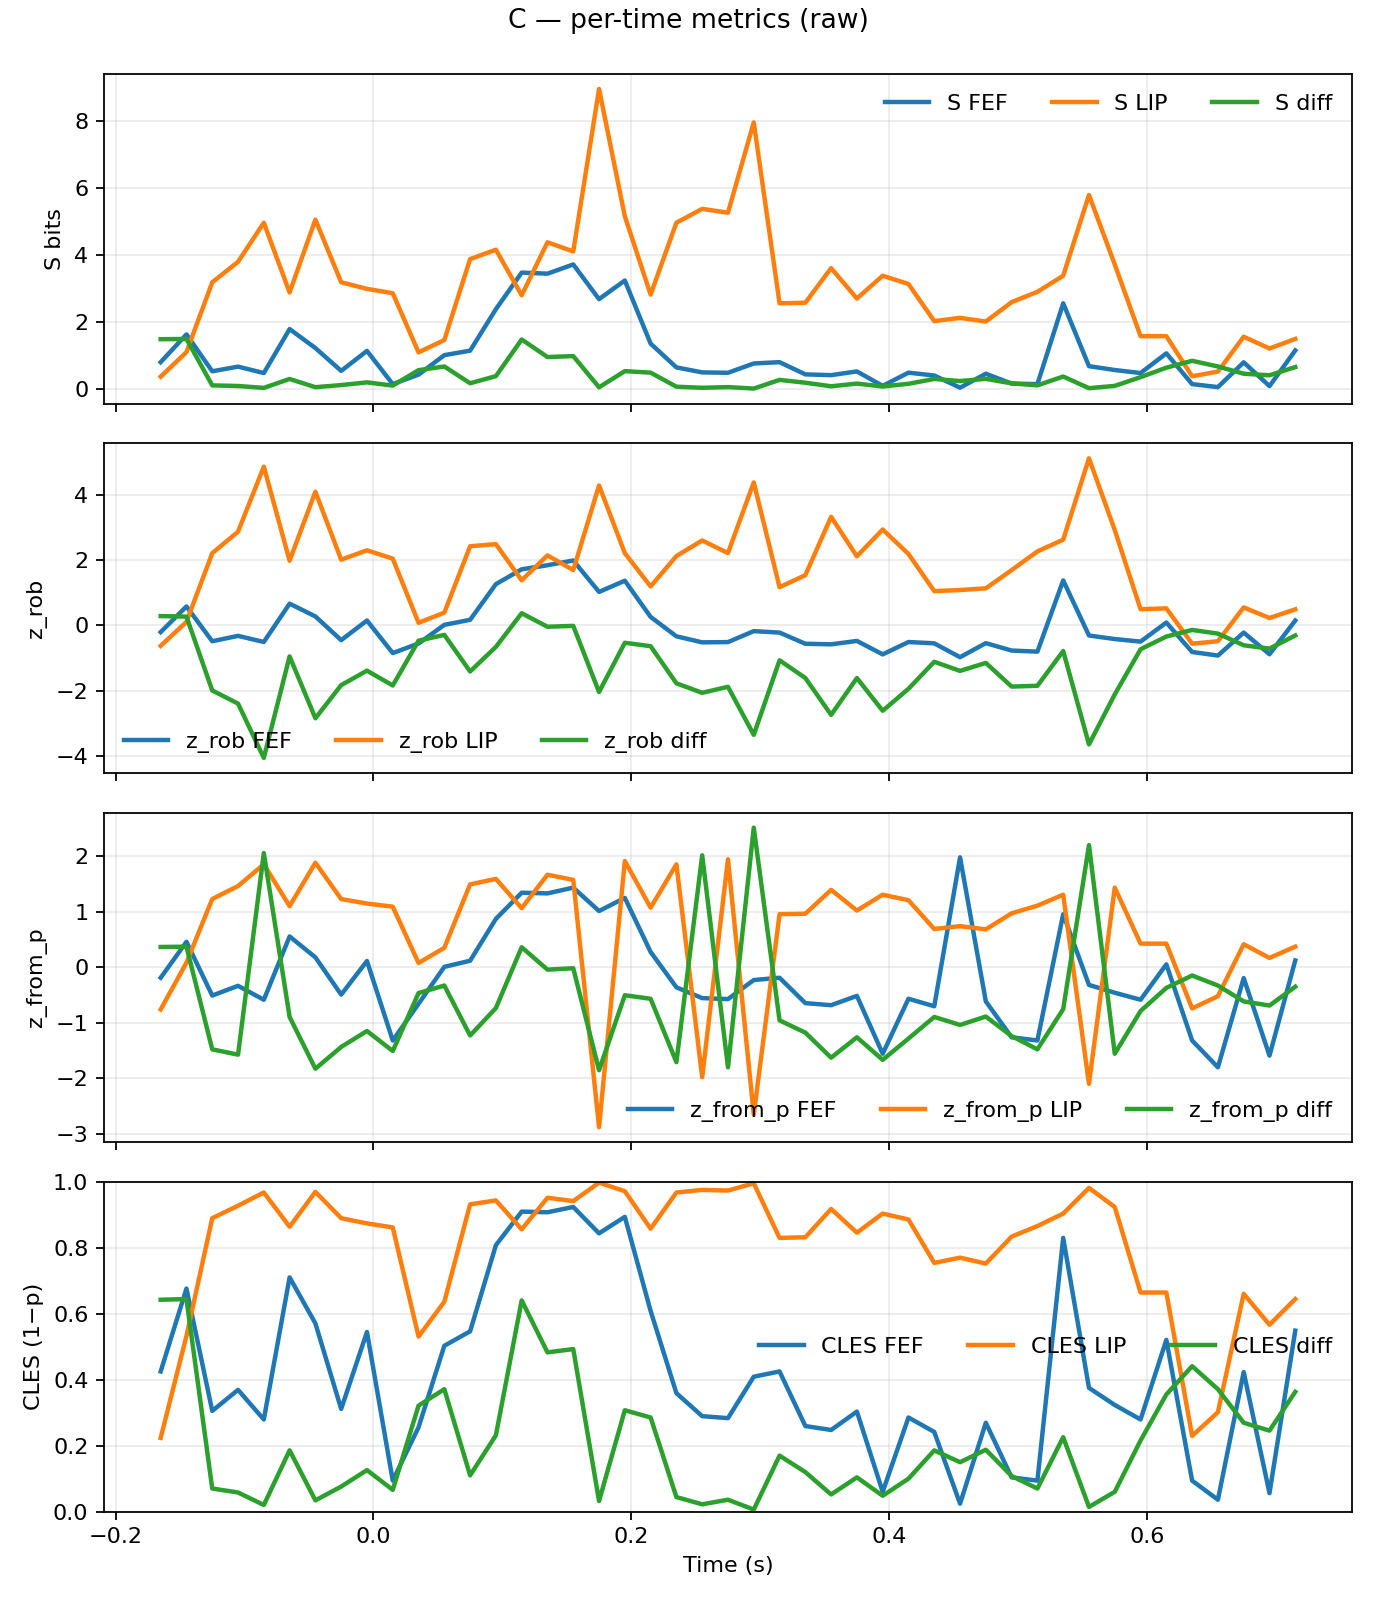 C — per-time metrics (raw)
S bits
8
6
4
2
0
S FEF
S LIP
S diff
z_rob
4
2
0
−2
−4
z_rob FEF
z_rob LIP
z_rob diff
z_from_p
2
1
0
−1
−2
−3
z_from_p FEF
z_from_p LIP
z_from_p diff
CLES (1−p)
1.0
0.8
0.6
0.4
0.2
0.0
CLES FEF
CLES LIP
CLES diff
−0.2
0.0
0.2
0.4
0.6
Time (s)